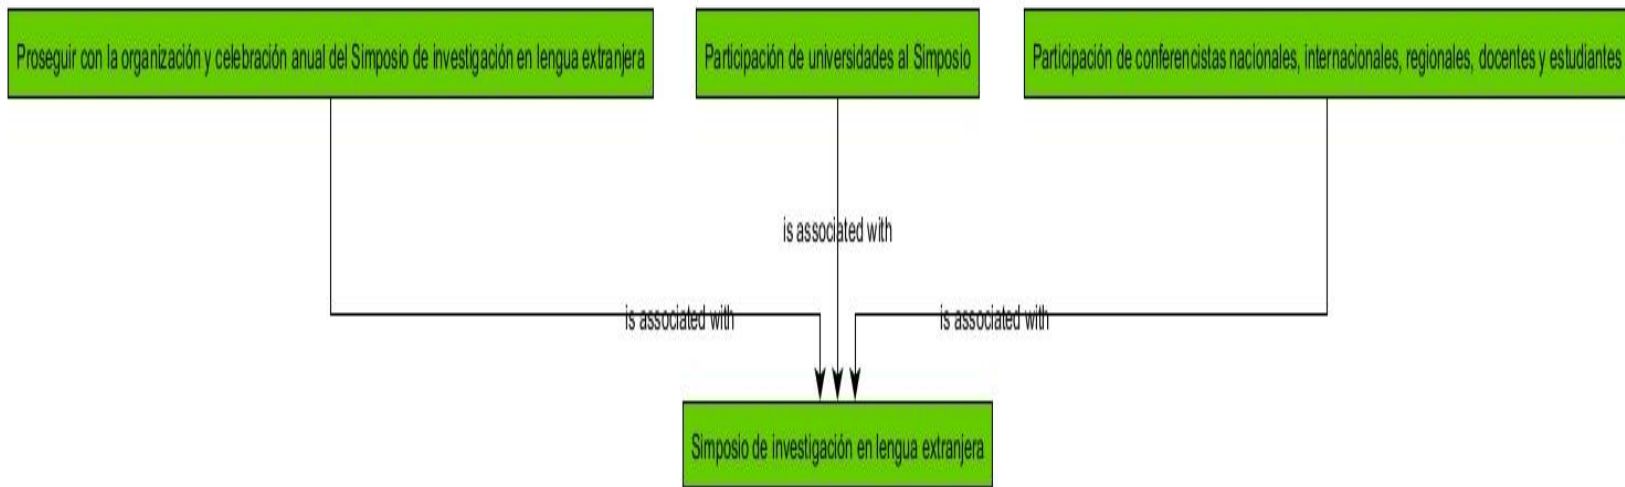 Proseguir con la organización y celebración anual del Simposio de investigación en lengua extranjera
Participación de universidades al Simposio
Participación de conferencistas nacionales, internacionales, regionales, docentes y estudiantes
is associated with
is associated with
is associated with
Simposio de investigación en lengua extranjera